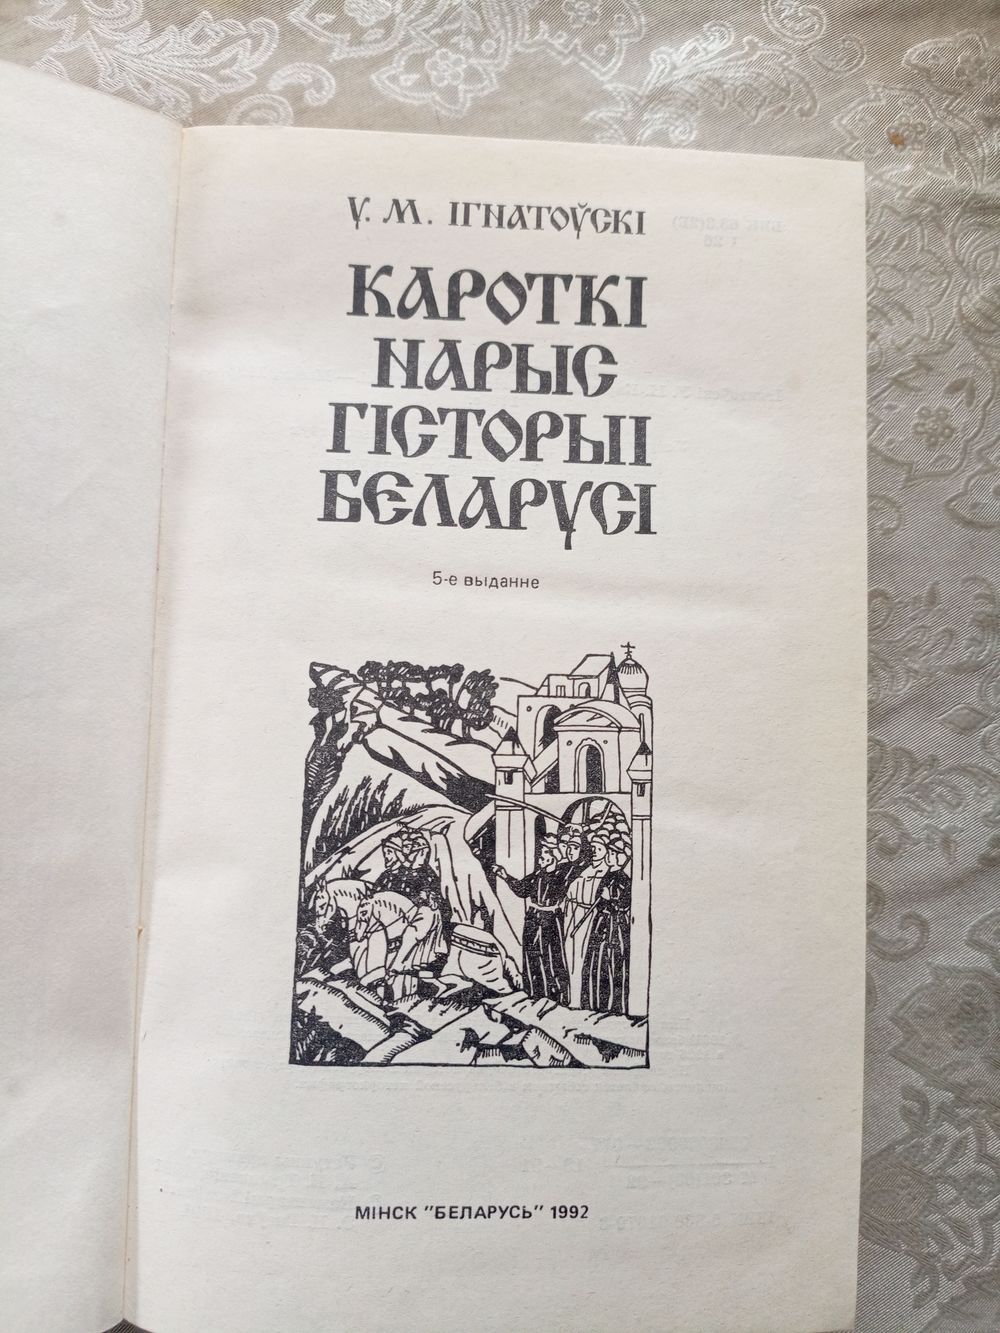 У. М. ІГНАТОЎСКІ
КАРОТКІ
НАРЫС
ГІСТОРЫІ
БЕЛАРУСІ
5-е выданне
МІНСК "БЕЛАРУСЬ" 1992